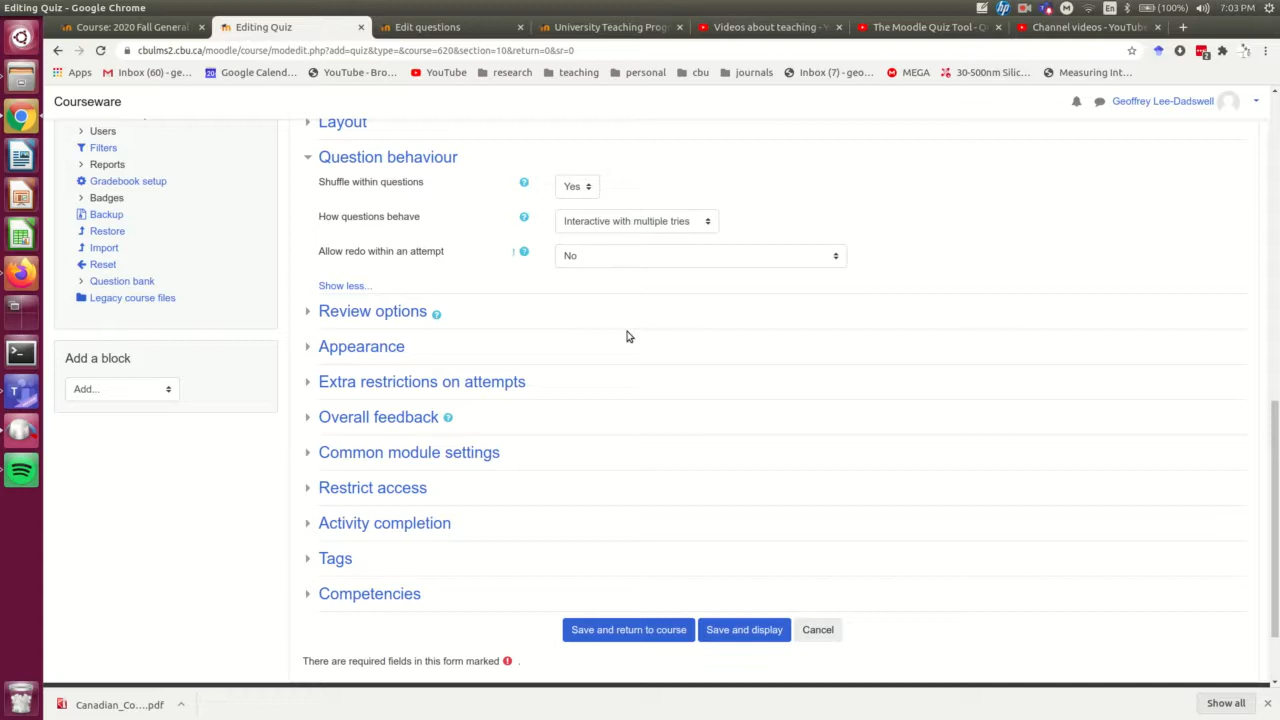 Editing Quiz - Google Chrome
En
(100%)
7:03 PM
Course: 2020 Fall General
Editing Quiz
Edit questions
University Teaching Prog
Videos about teaching -
The Moodle Quiz Tool - Q
Channel videos - YouTube
cbulms2.cbu.ca/moodle/course/modedit.php?add=quiz&type=&course=620&section=10&return=0&sr=0
Apps
Inbox (60) - ge...
Google Calend...
YouTube - Bro...
YouTube
research
teaching
personal
cbu
journals
Inbox (7) - geo...
MEGA
30-500nm Silic...
Measuring Int...
Courseware
Geoffrey Lee-Dadswell
Users
Filters
Reports
Gradebook setup
Badges
Backup
Restore
Import
Reset
Question bank
Legacy course files
Add a block
Add...
Layout
Question behaviour
Shuffle within questions
Yes
How questions behave
Interactive with multiple tries
Allow redo within an attempt
No
Show less...
Review options
Appearance
Extra restrictions on attempts
Overall feedback
Common module settings
Restrict access
Activity completion
Tags
Competencies
Save and return to course
Save and display
Cancel
There are required fields in this form marked .
Canadian_Co....pdf
Show all